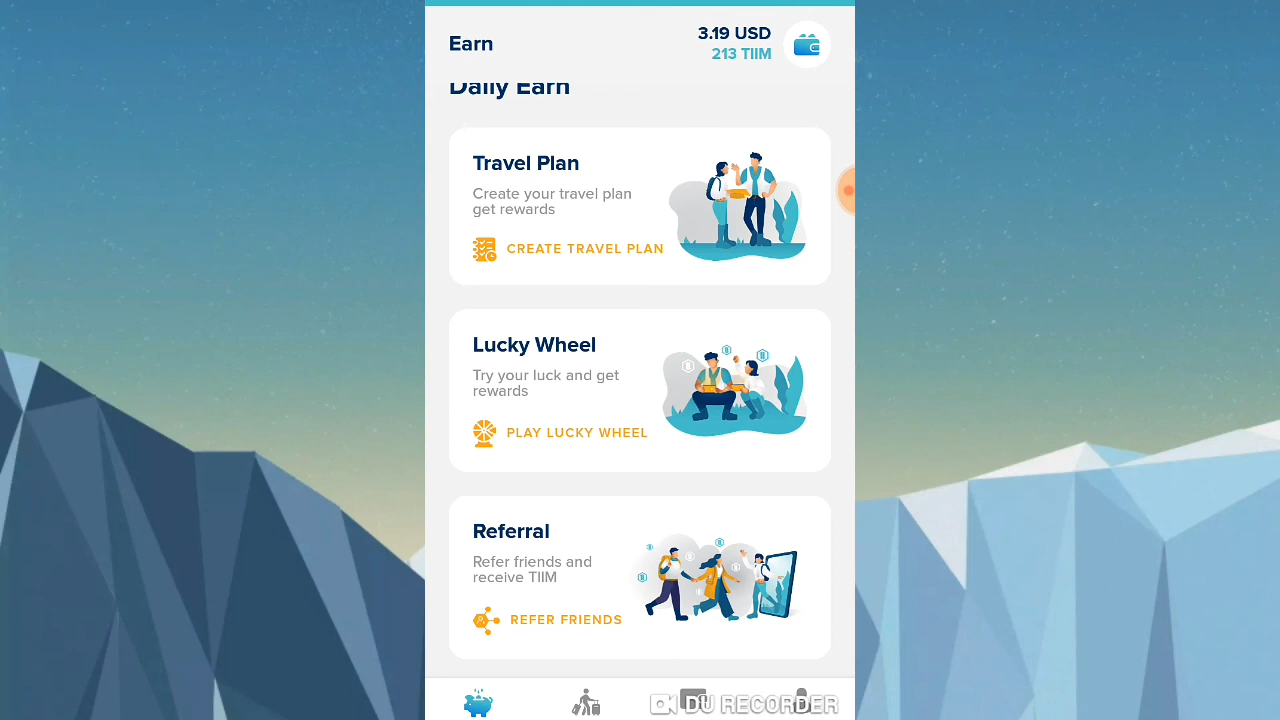 Earn
3.19 USD
213 TIIM
Daily Earn
Travel Plan
Create your travel plan
get rewards
CREATE TRAVEL PLAN
Lucky Wheel
Try your luck and get
rewards
PLAY LUCKY WHEEL
Referral
Refer friends and
receive TIIM
REFER FRIENDS
DU RECORDER